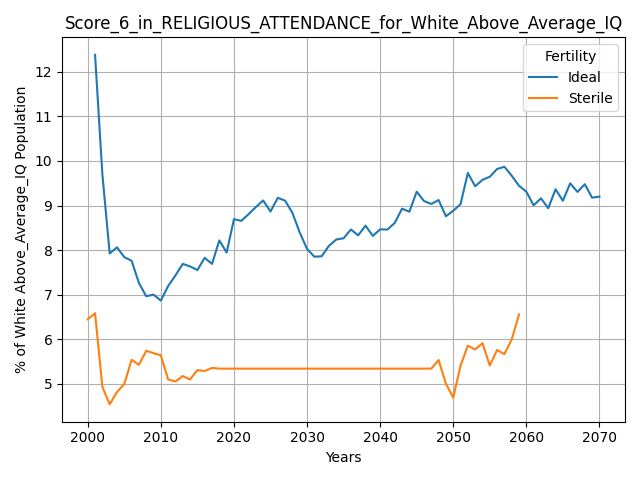 Score_6_in_RELIGIOUS_ATTENDANCE_for_White_Above_Average_IQ
% of White Above_Average_IQ Population
12
11
10
9
8
7
6
5
Fertility
Ideal
Sterile
2000 2010 2020 2030 2040 2050 2060 2070
Years